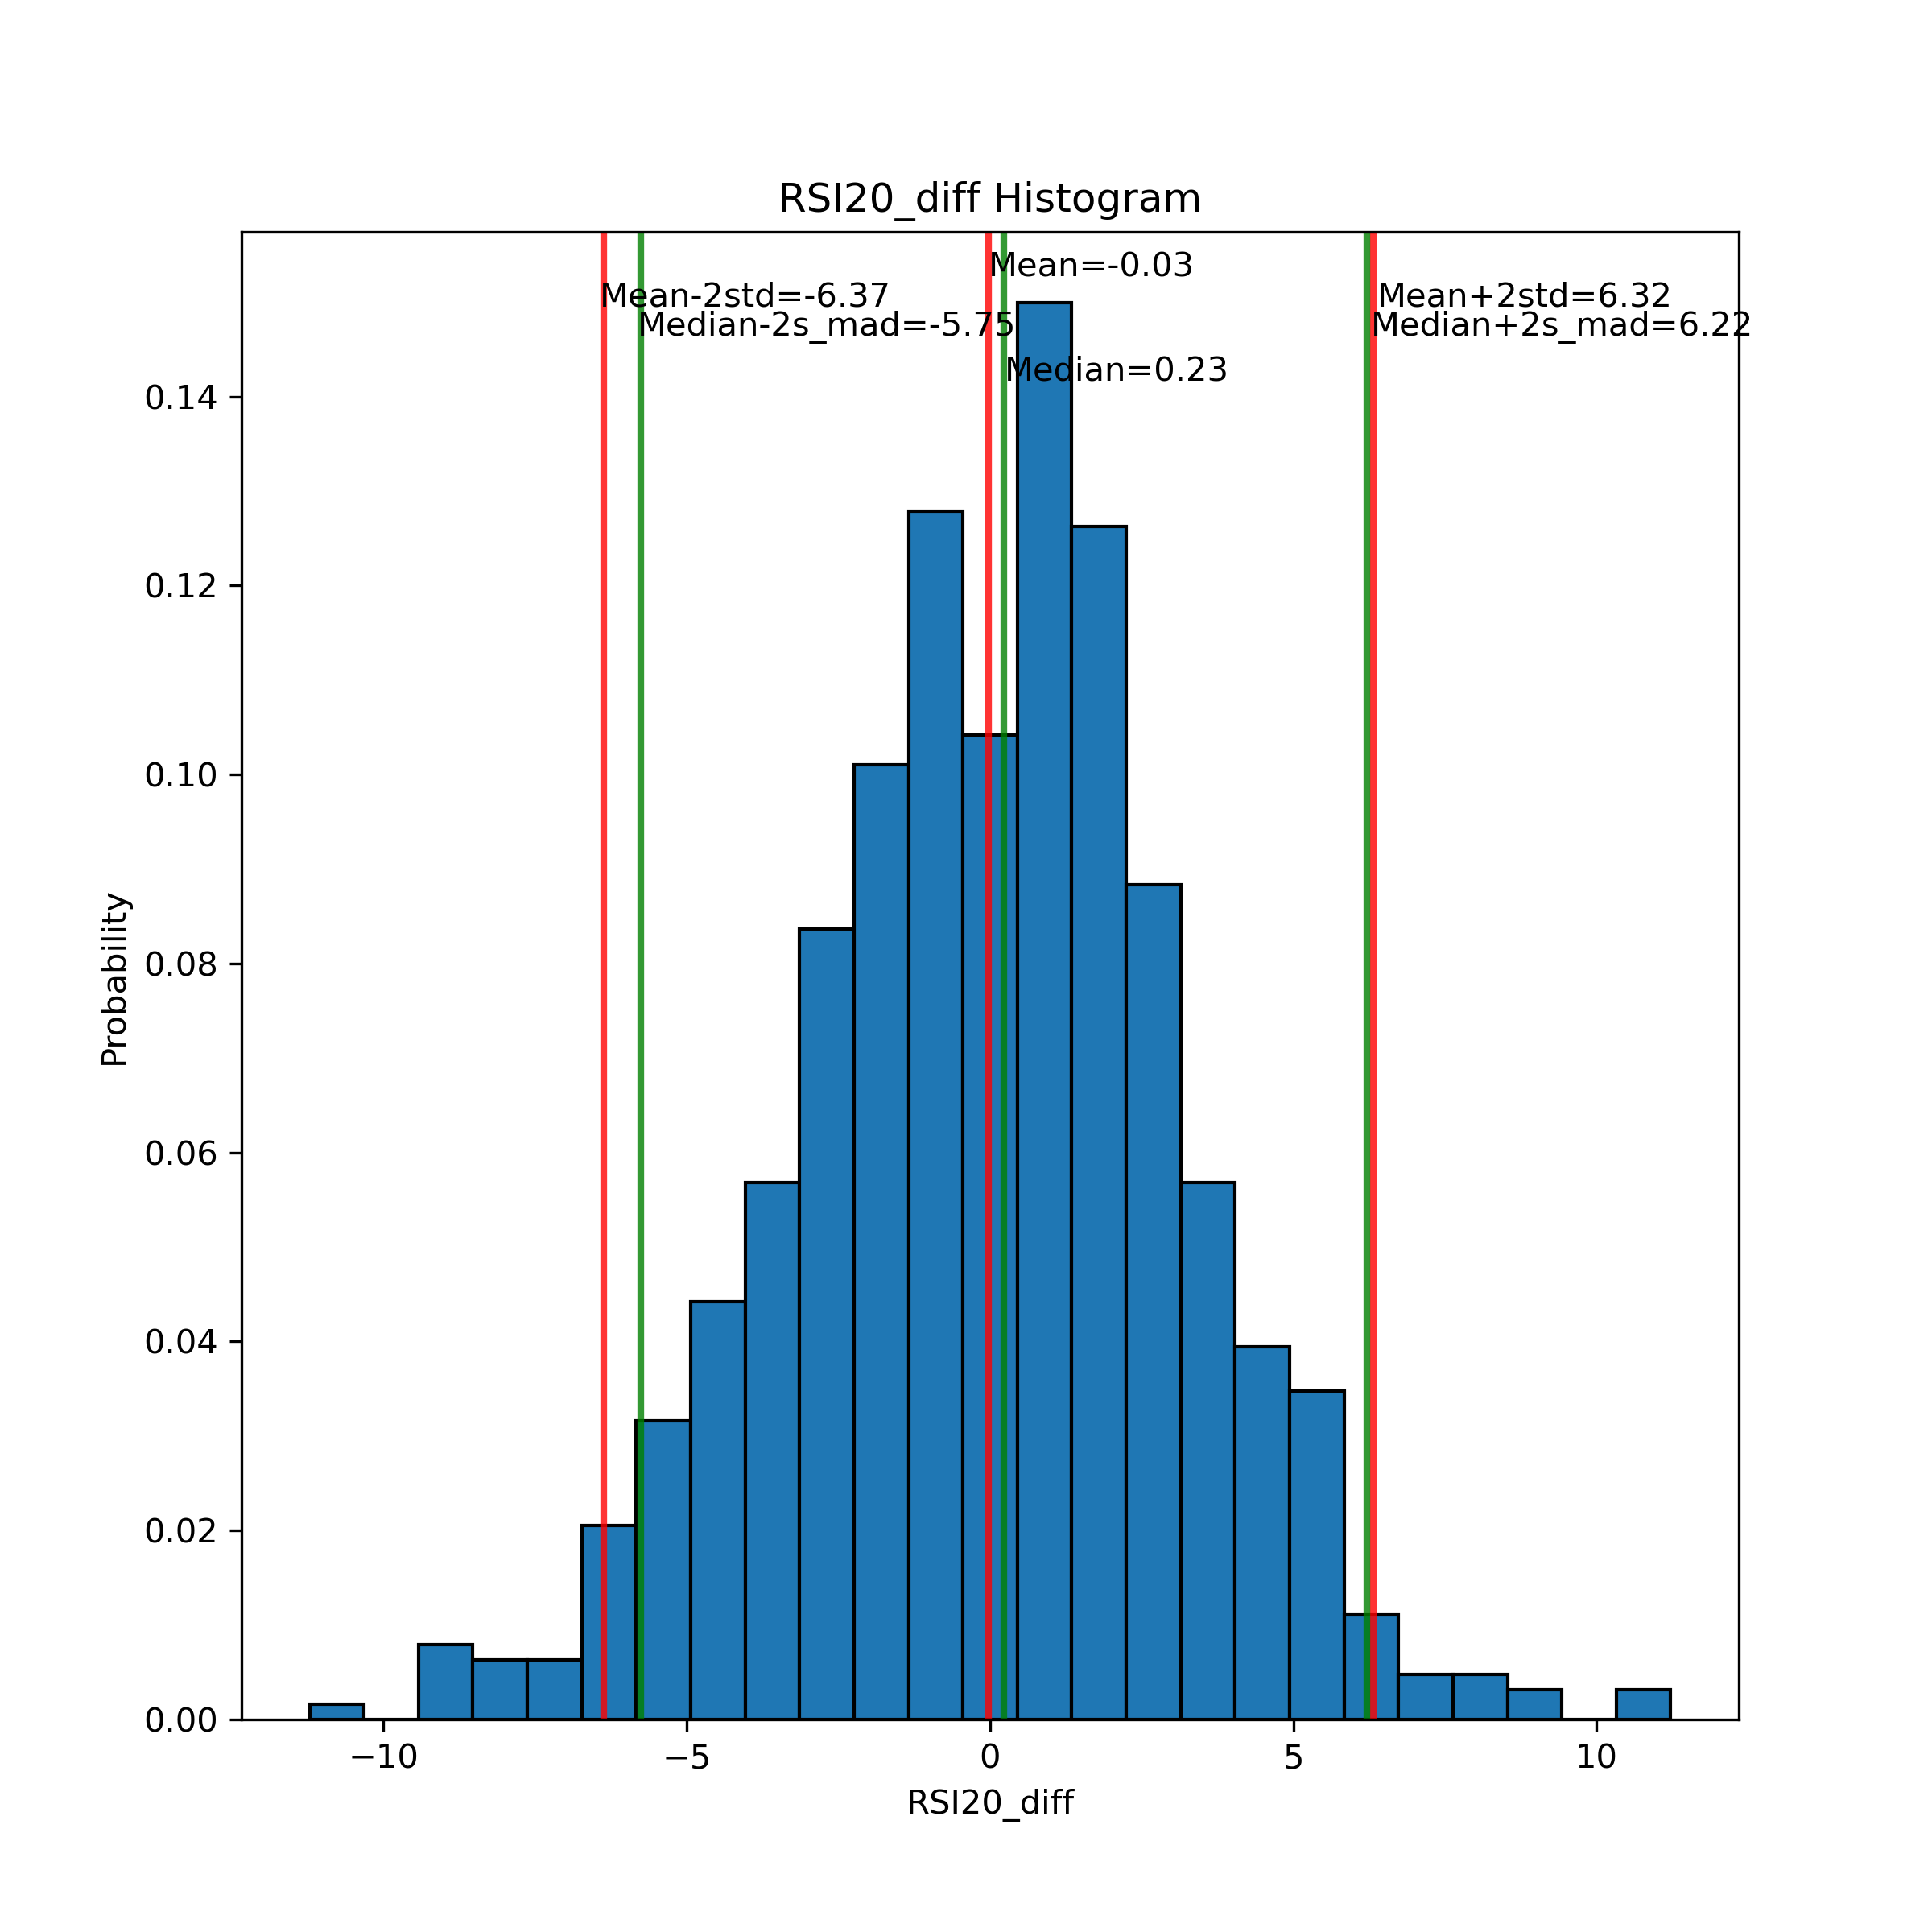 RSI20_diff Histogram
Mean=-0.03
Mean-2std=-6.37
Mean+2std=6.32
Median-2s_mad=-5.75
Median+2s_mad=6.22
Median=0.23
0.14
0.12
0.10
0.08
0.06
0.04
0.02
0.00
Probability
−10
−5
0
5
10
RSI20_diff